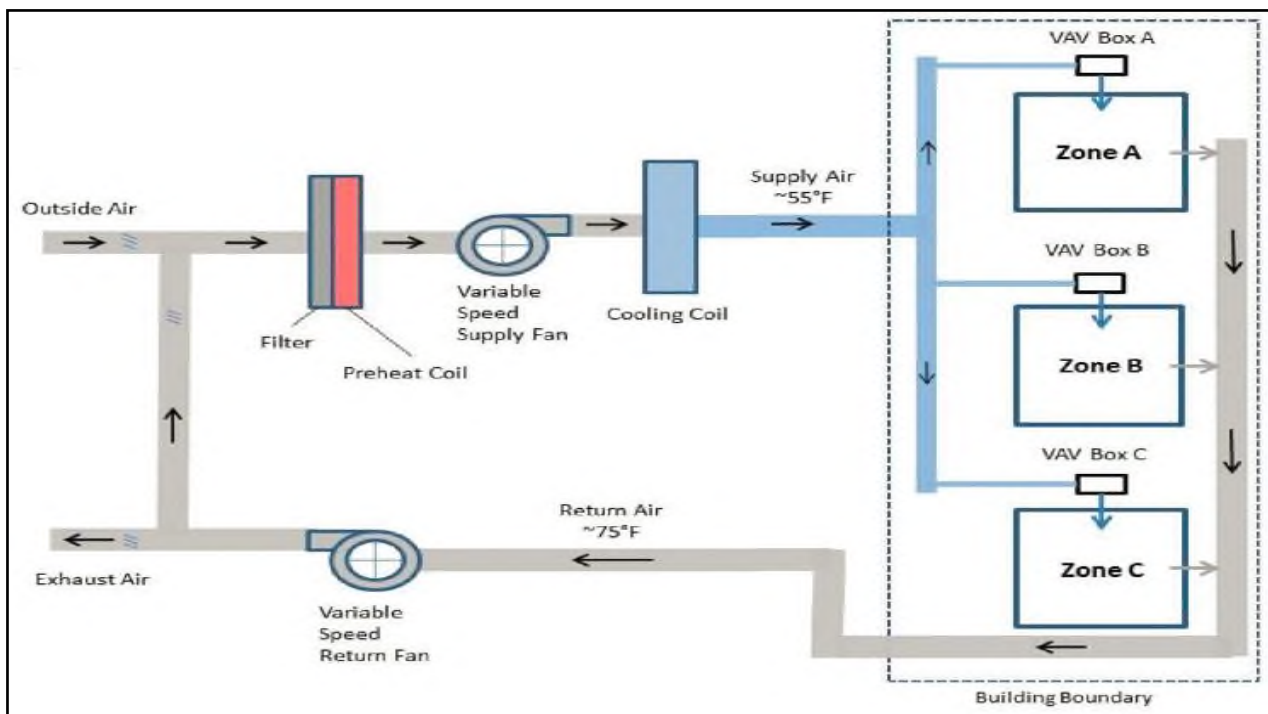 VAV Box A
Zone A
Supply Air
~55°F
Outside Air
VAV Box B
Variable
Speed
Supply Fan
Cooling Coil
Filter
Preheat Coil
Zone B
VAV Box C
Return Air
~75°F
Zone C
Exhaust Air
Variable
Speed
Return Fan
Building Boundary